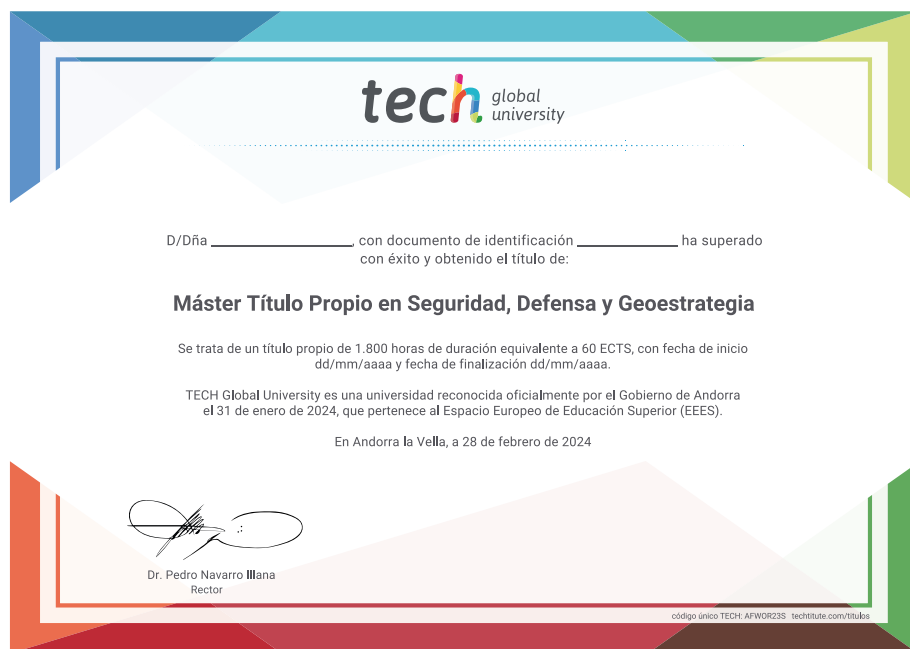 tech global university
D/Dña ______________, con documento de identificación __________ ha superado
con éxito y obtenido el título de:
Máster Título Propio en Seguridad, Defensa y Geoestrategia
Se trata de un título propio de 1.800 horas de duración equivalente a 60 ECTS, con fecha de inicio
dd/mm/aaaa y fecha de finalización dd/mm/aaaa.
TECH Global University es una universidad reconocida oficialmente por el Gobierno de Andorra
el 31 de enero de 2024, que pertenece al Espacio Europeo de Educación Superior (EEES).
En Andorra la Vella, a 28 de febrero de 2024
Dr. Pedro Navarro Illana
Rector
código único TECH: AFWOR23S techtitute.com/titulos